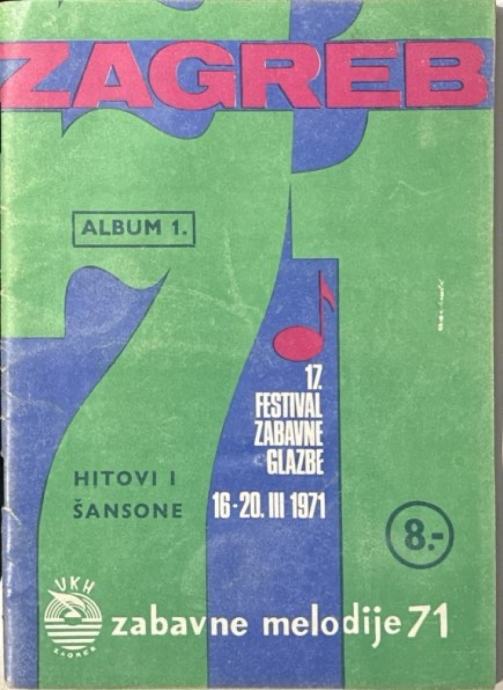 ZAGREB
71
ALBUM 1.
17.
FESTIVAL
ZABAVNE
GLAZBE
HITOVI I
ŠANSONE
16-20. III 1971
8.-
UKH
ZAGREB
zabavne melodije 71